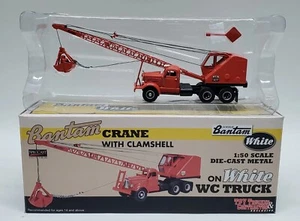 Bantam
CRANE
WITH CLAMSHELL
Bantam
White
1:50 SCALE
DIE-CAST METAL
ON White
WC TRUCK